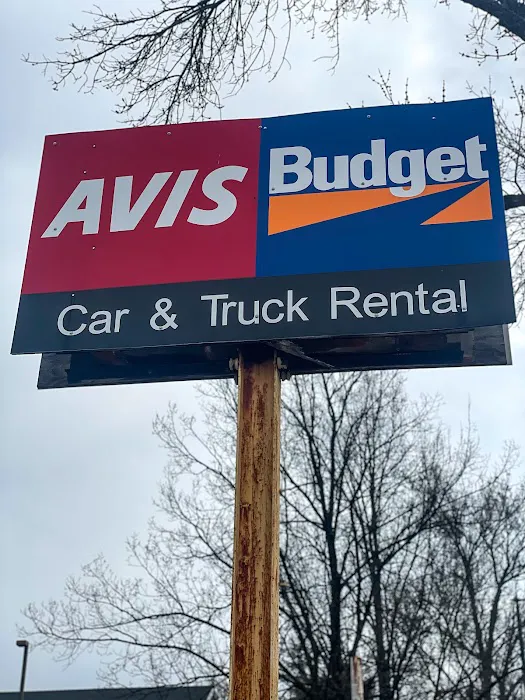 AVIS
Budget
Car & Truck Rental